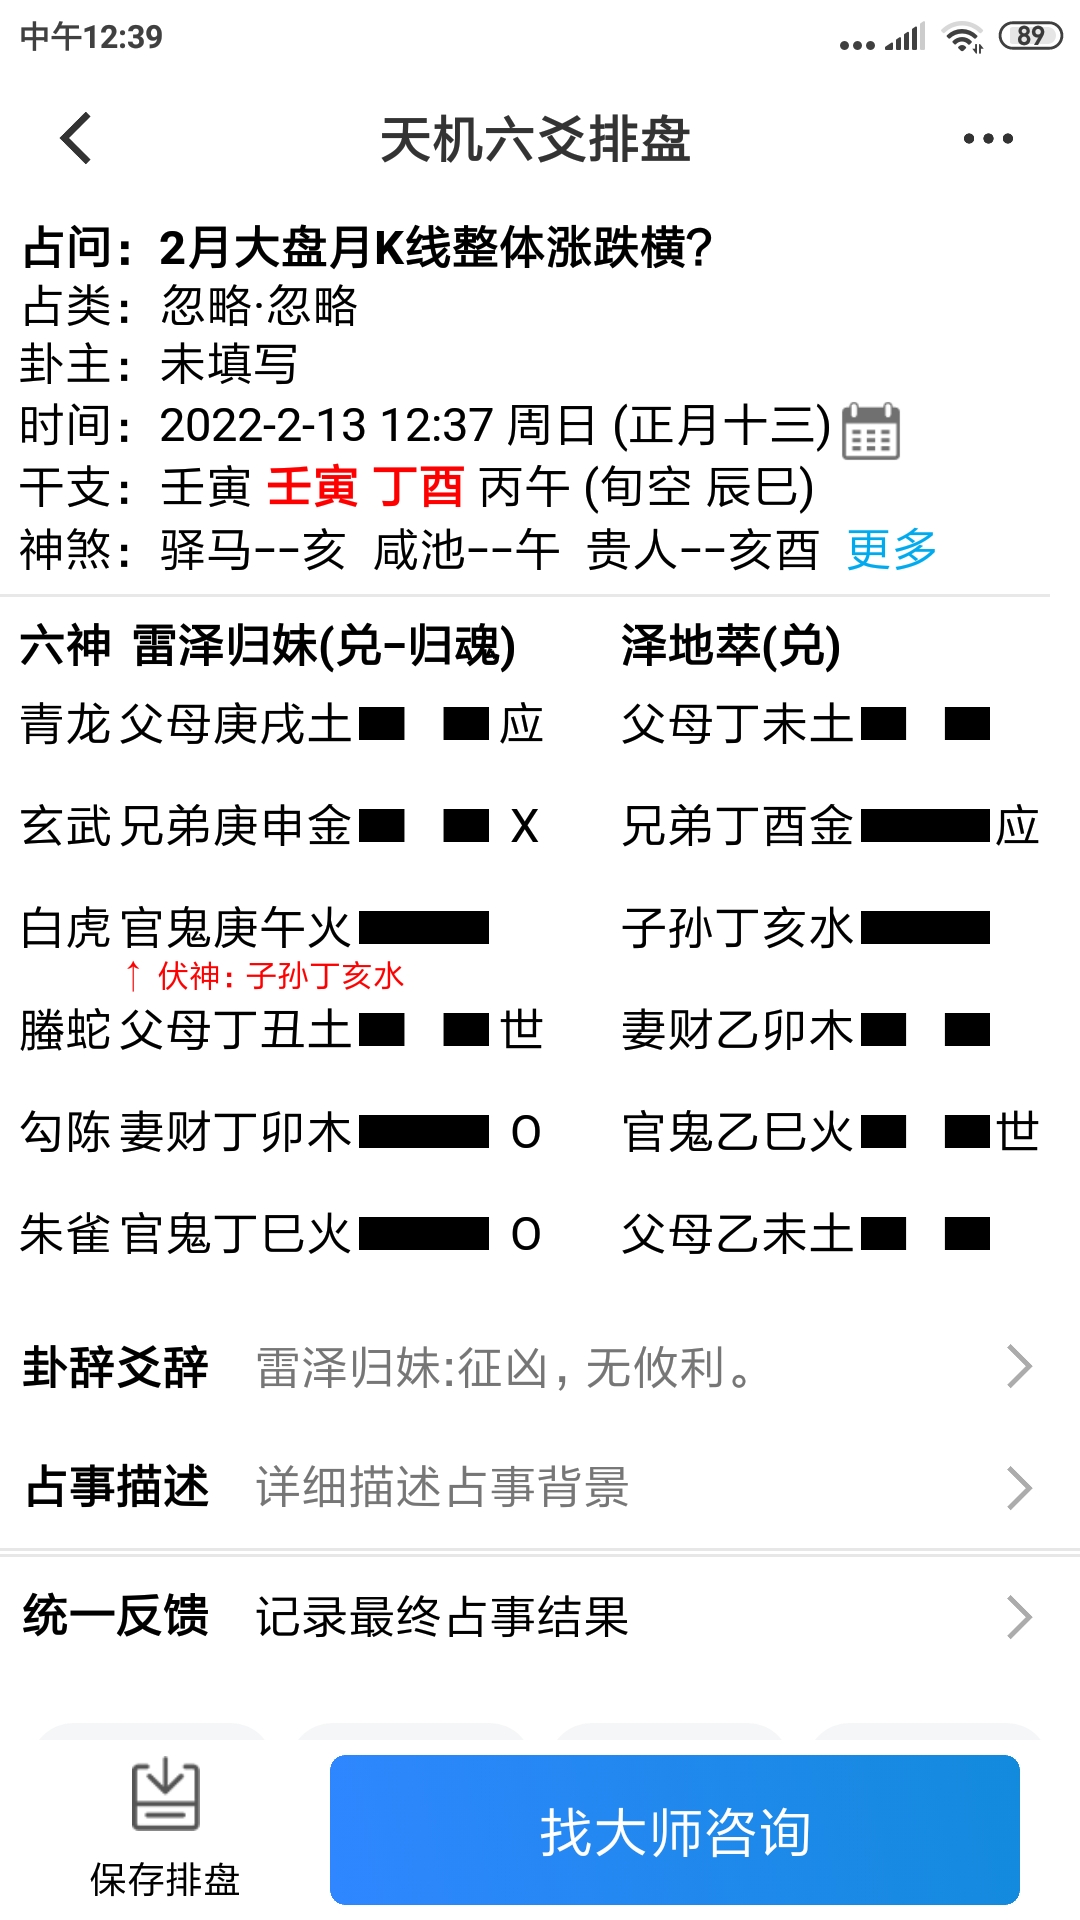 中午12:39
89
天机六爻排盘
占问：2月大盘月K线整体涨跌横？
占类：忽略·忽略
卦主：未填写
时间：2022-2-13 12:37 周日 (正月十三)
干支：壬寅 壬寅 丁酉 丙午 (旬空 辰巳)
神煞：驿马--亥 咸池--午 贵人--亥酉 更多
六神 雷泽归妹(兑-归魂) 泽地萃(兑)
青龙 父母庚戌土 应 父母丁未土
玄武 兄弟庚申金 X 兄弟丁酉金 应
白虎 官鬼庚午火 子孙丁亥水
↑ 伏神：子孙丁亥水
螣蛇 父母丁丑土 世 妻财乙卯木
勾陈 妻财丁卯木 O 官鬼乙巳火 世
朱雀 官鬼丁巳火 O 父母乙未土
卦辞爻辞 雷泽归妹:征凶，无攸利。
占事描述 详细描述占事背景
统一反馈 记录最终占事结果
找大师咨询
保存排盘